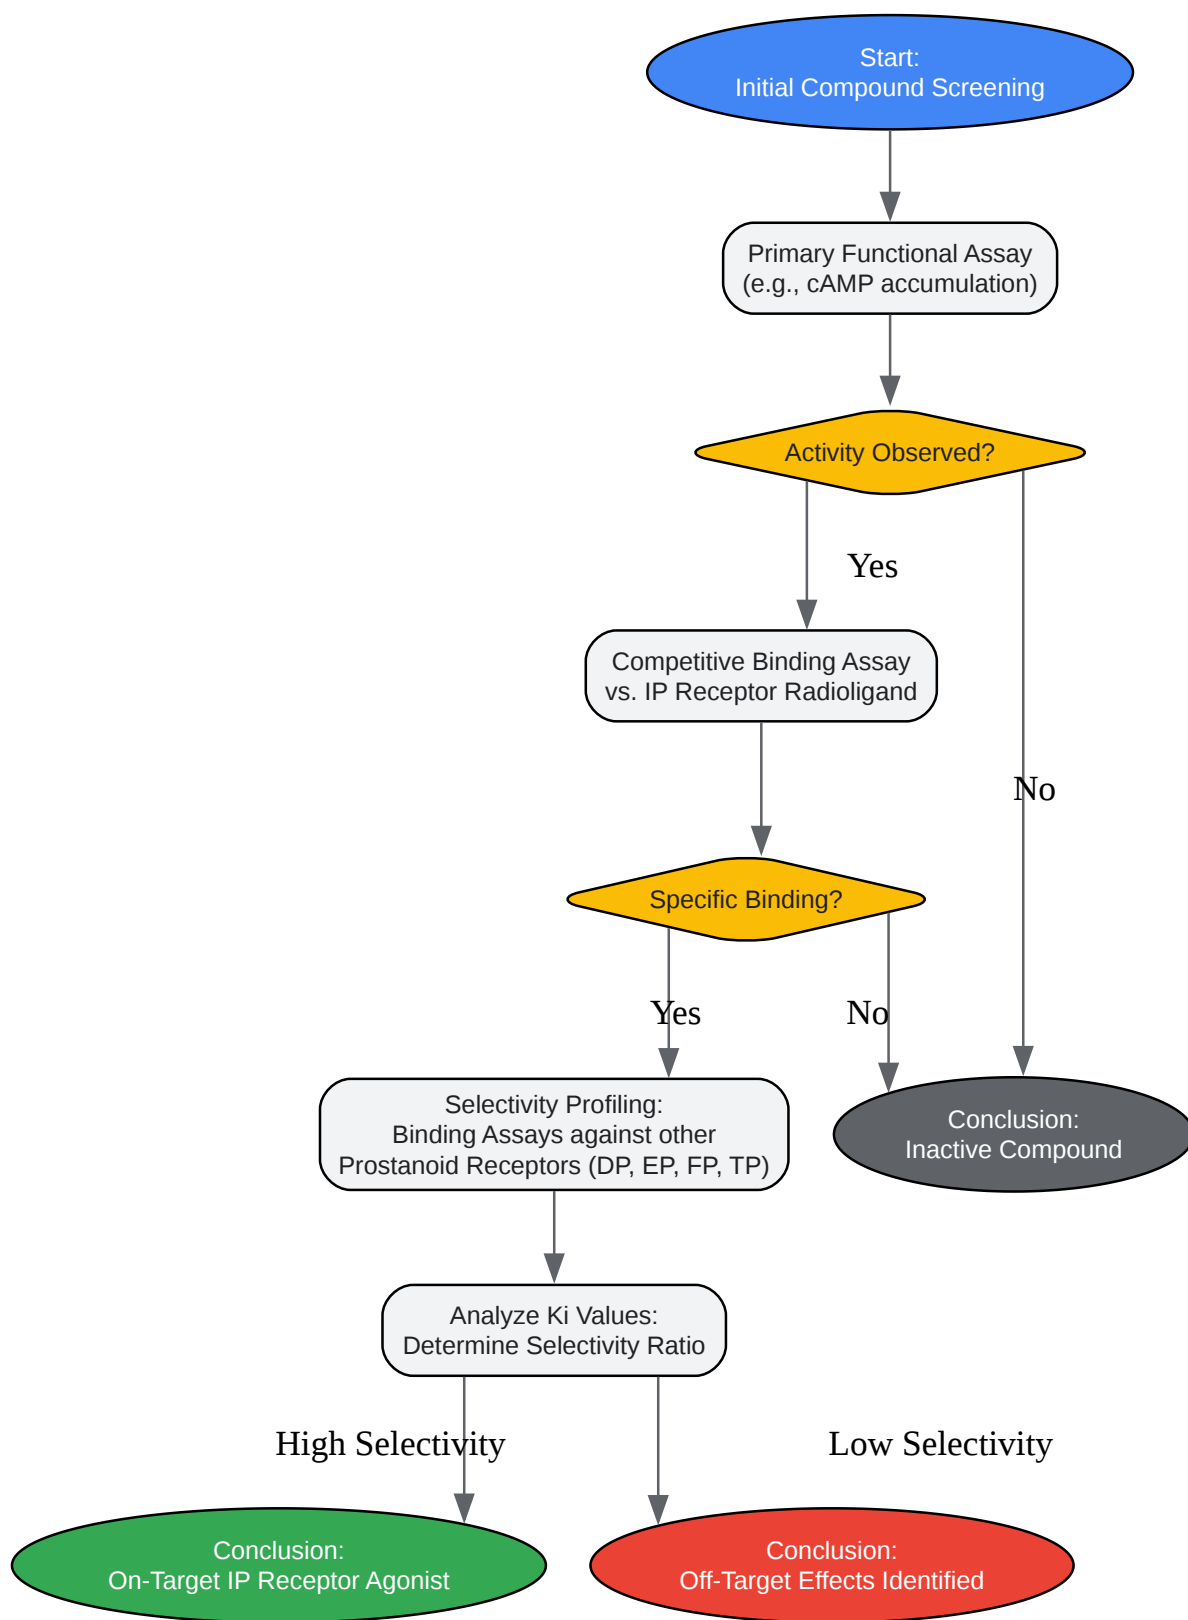 Start:
Initial Compound Screening
Primary Functional Assay
(e.g., cAMP accumulation)
Activity Observed?
Yes
Competitive Binding Assay
vs. IP Receptor Radioligand
No
Specific Binding?
Yes
No
Selectivity Profiling:
Binding Assays against other
Prostanoid Receptors (DP, EP, FP, TP)
Conclusion:
Inactive Compound
Analyze Ki Values:
Determine Selectivity Ratio
High Selectivity
Low Selectivity
Conclusion:
On-Target IP Receptor Agonist
Conclusion:
Off-Target Effects Identified